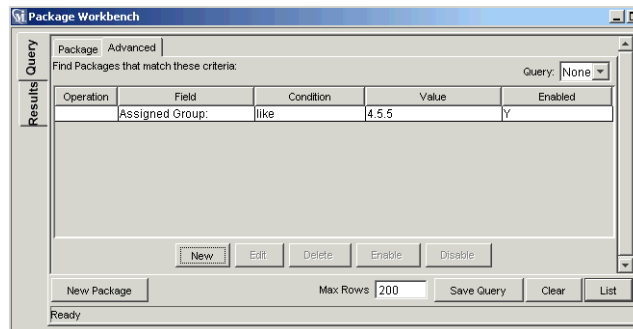 Package Workbench
Query
Results
Package Advanced
Find Packages that match these criteria:
Query: None
Operation Field Condition Value Enabled
Assigned Group: like 4.5.5 Y
New Edit Delete Enable Disable
New Package Max Rows 200 Save Query Clear List
Ready